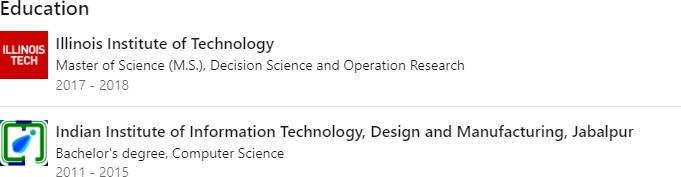 Education
ILLINOIS
TECH
Illinois Institute of Technology
Master of Science (M.S.), Decision Science and Operation Research
2017 - 2018
Indian Institute of Information Technology, Design and Manufacturing, Jabalpur
Bachelor's degree, Computer Science
2011 - 2015